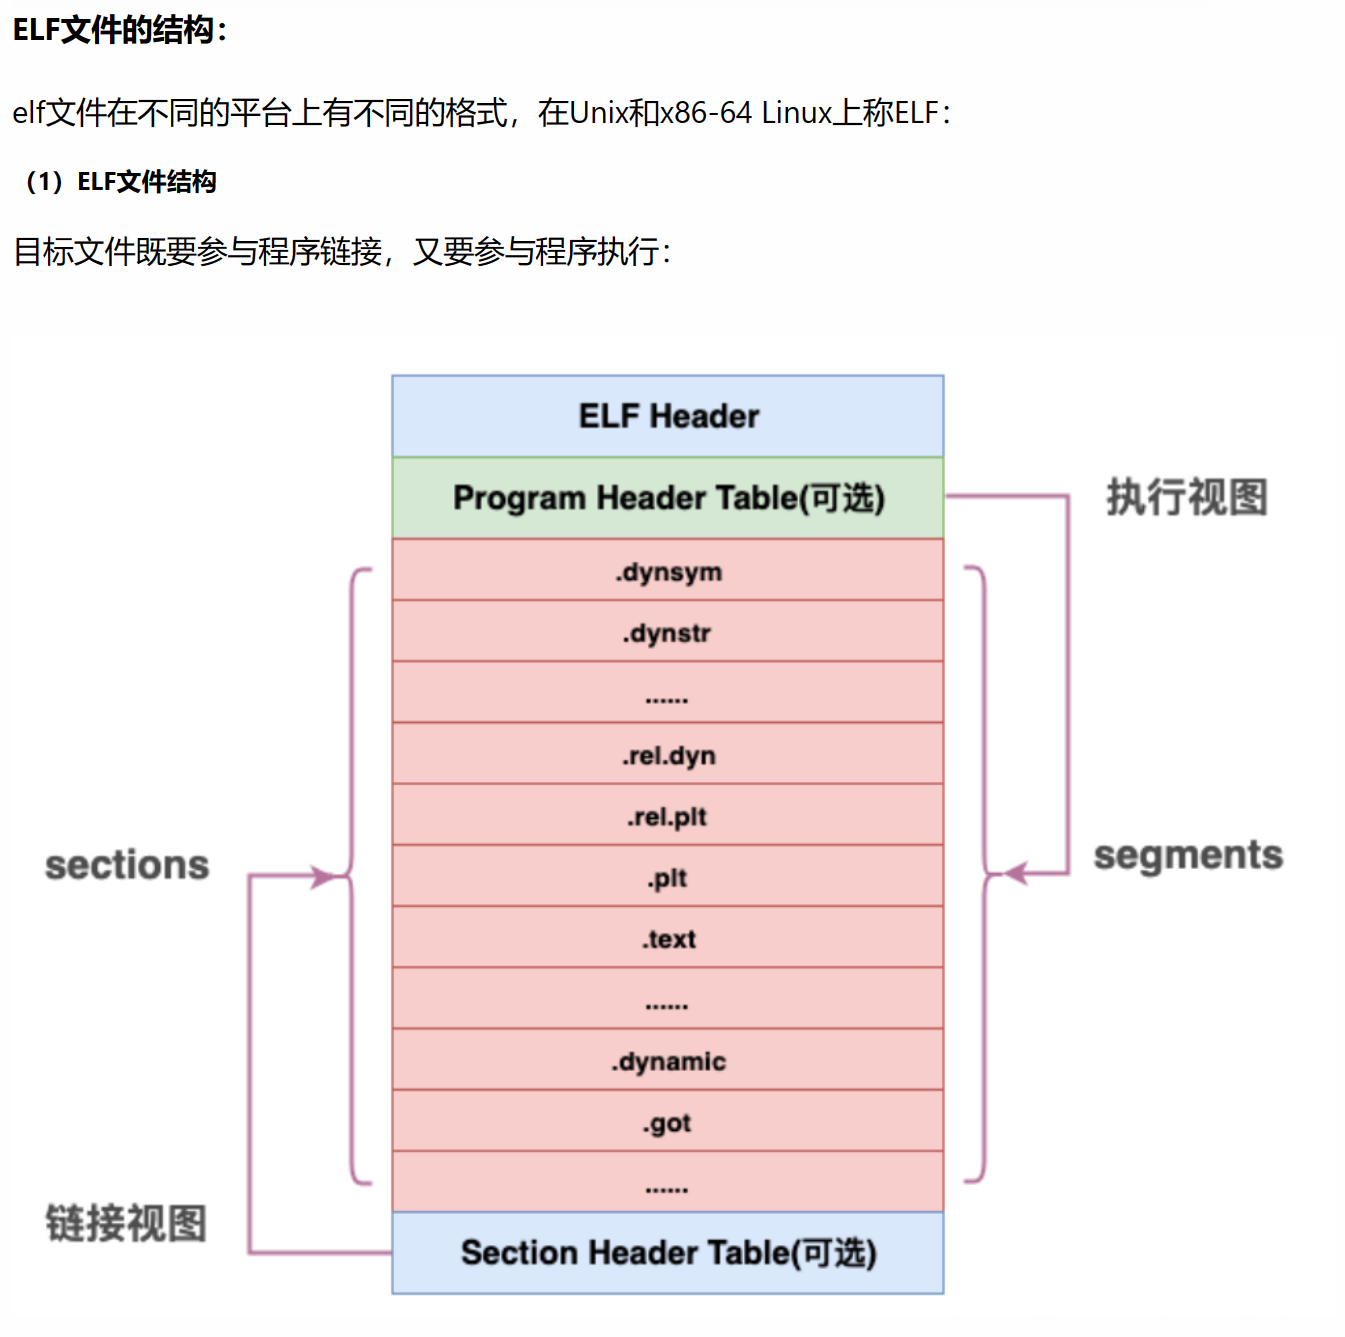 ELF文件的结构：
elf文件在不同的平台上有不同的格式，在Unix和x86-64 Linux上称ELF：
（1）ELF文件结构
目标文件既要参与程序链接，又要参与程序执行：
ELF Header
Program Header Table(可选)
执行视图
.dynsym
.dynstr
......
.rel.dyn
.rel.plt
sections
segments
.plt
.text
......
.dynamic
.got
......
链接视图
Section Header Table(可选)